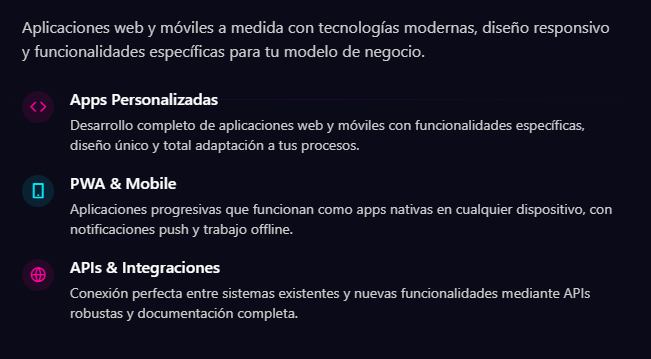 Aplicaciones web y móviles a medida con tecnologías modernas, diseño responsivo
y funcionalidades específicas para tu modelo de negocio.
Apps Personalizadas
Desarrollo completo de aplicaciones web y móviles con funcionalidades específicas,
diseño único y total adaptación a tus procesos.
PWA & Mobile
Aplicaciones progresivas que funcionan como apps nativas en cualquier dispositivo, con
notificaciones push y trabajo offline.
APIs & Integraciones
Conexión perfecta entre sistemas existentes y nuevas funcionalidades mediante APIs
robustas y documentación completa.